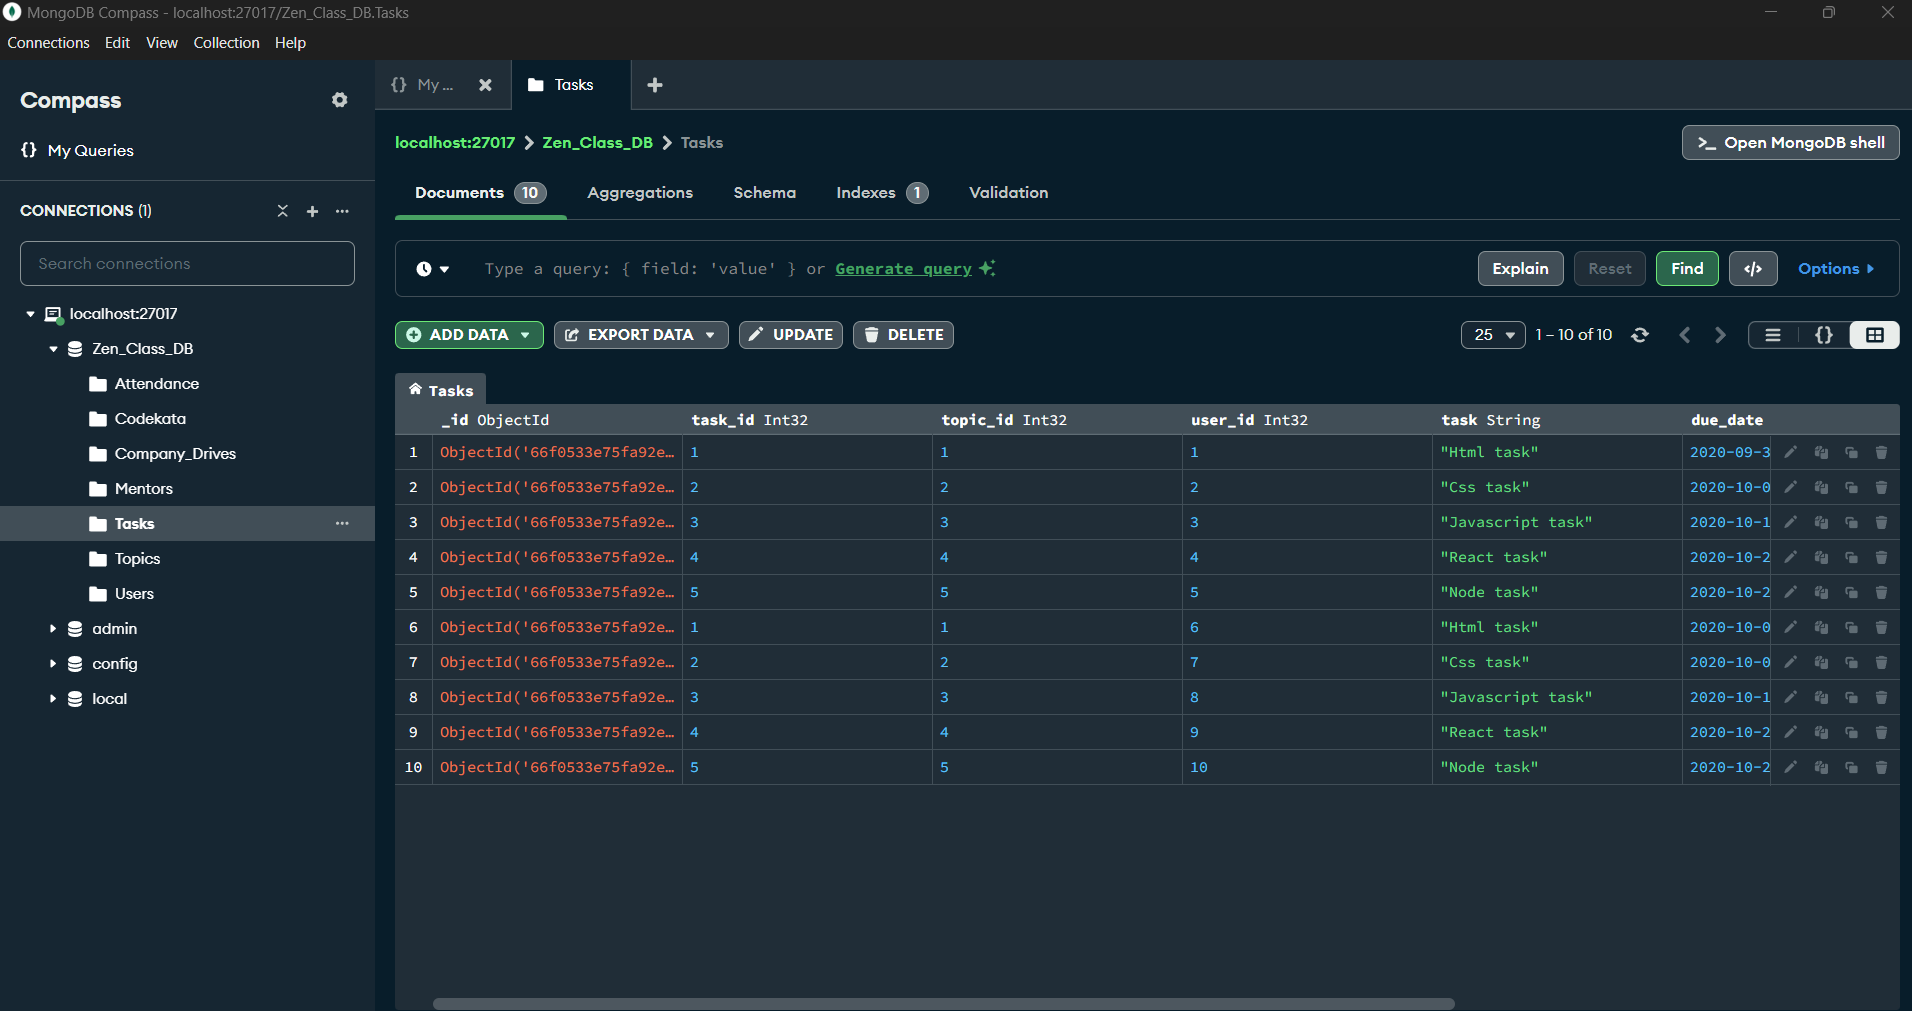 MongoDB Compass - localhost:27017/Zen_Class_DB.Tasks
Connections Edit View Collection Help
Compass
{} My Queries
CONNECTIONS (1)
Search connections
localhost:27017
Zen_Class_DB
Attendance
Codekata
Company_Drives
Mentors
Tasks
Topics
Users
admin
config
local
{} My ... Tasks
localhost:27017 > Zen_Class_DB > Tasks
>_ Open MongoDB shell
Documents 10 Aggregations Schema Indexes 1 Validation
Type a query: { field: 'value' } or Generate query
Explain Reset Find </> Options
ADD DATA EXPORT DATA UPDATE DELETE
25 1 – 10 of 10 {}
Tasks
_id ObjectId task_id Int32 topic_id Int32 user_id Int32 task String due_date
1 ObjectId('66f0533e75fa92e… 1 1 1 "Html task" 2020-09-3
2 ObjectId('66f0533e75fa92e… 2 2 2 "Css task" 2020-10-0
3 ObjectId('66f0533e75fa92e… 3 3 3 "Javascript task" 2020-10-1
4 ObjectId('66f0533e75fa92e… 4 4 4 "React task" 2020-10-2
5 ObjectId('66f0533e75fa92e… 5 5 5 "Node task" 2020-10-2
6 ObjectId('66f0533e75fa92e… 1 1 6 "Html task" 2020-10-0
7 ObjectId('66f0533e75fa92e… 2 2 7 "Css task" 2020-10-0
8 ObjectId('66f0533e75fa92e… 3 3 8 "Javascript task" 2020-10-1
9 ObjectId('66f0533e75fa92e… 4 4 9 "React task" 2020-10-2
10 ObjectId('66f0533e75fa92e… 5 5 10 "Node task" 2020-10-2